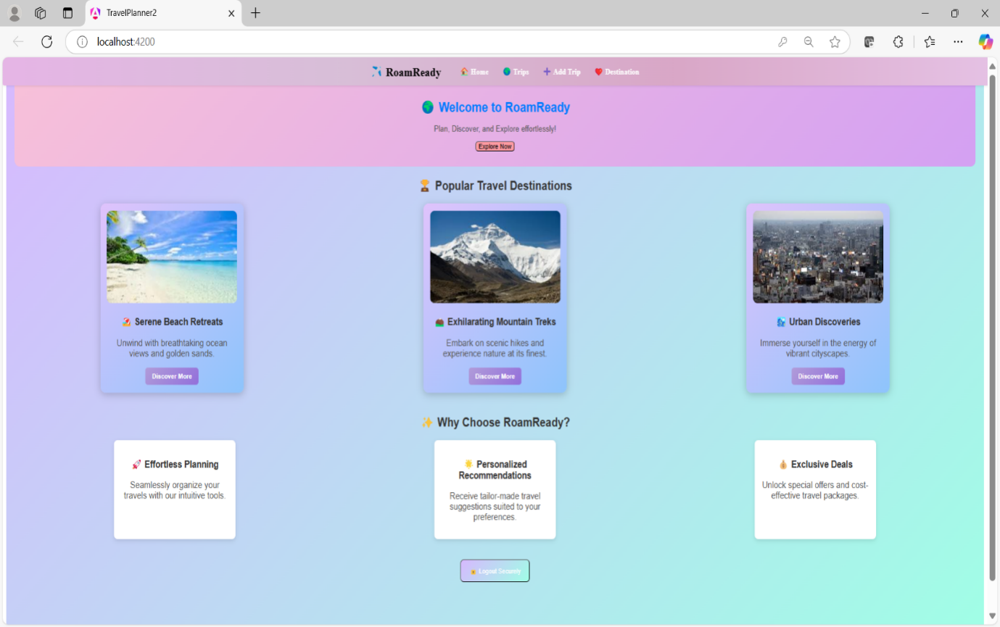 TravelPlanner2
localhost:4200
RoamReady Home Trips Add Trip Destination
Welcome to RoamReady
Plan, Discover, and Explore effortlessly!
Explore Now
Popular Travel Destinations
Serene Beach Retreats
Unwind with breathtaking ocean
views and golden sands.
Discover More
Exhilarating Mountain Treks
Embark on scenic hikes and
experience nature at its finest.
Discover More
Urban Discoveries
Immerse yourself in the energy of
vibrant cityscapes.
Discover More
Why Choose RoamReady?
Effortless Planning
Seamlessly organize your
travels with our intuitive tools.
Personalized
Recommendations
Receive tailor-made travel
suggestions suited to your
preferences.
Exclusive Deals
Unlock special offers and cost-
effective travel packages.
Logout Securely